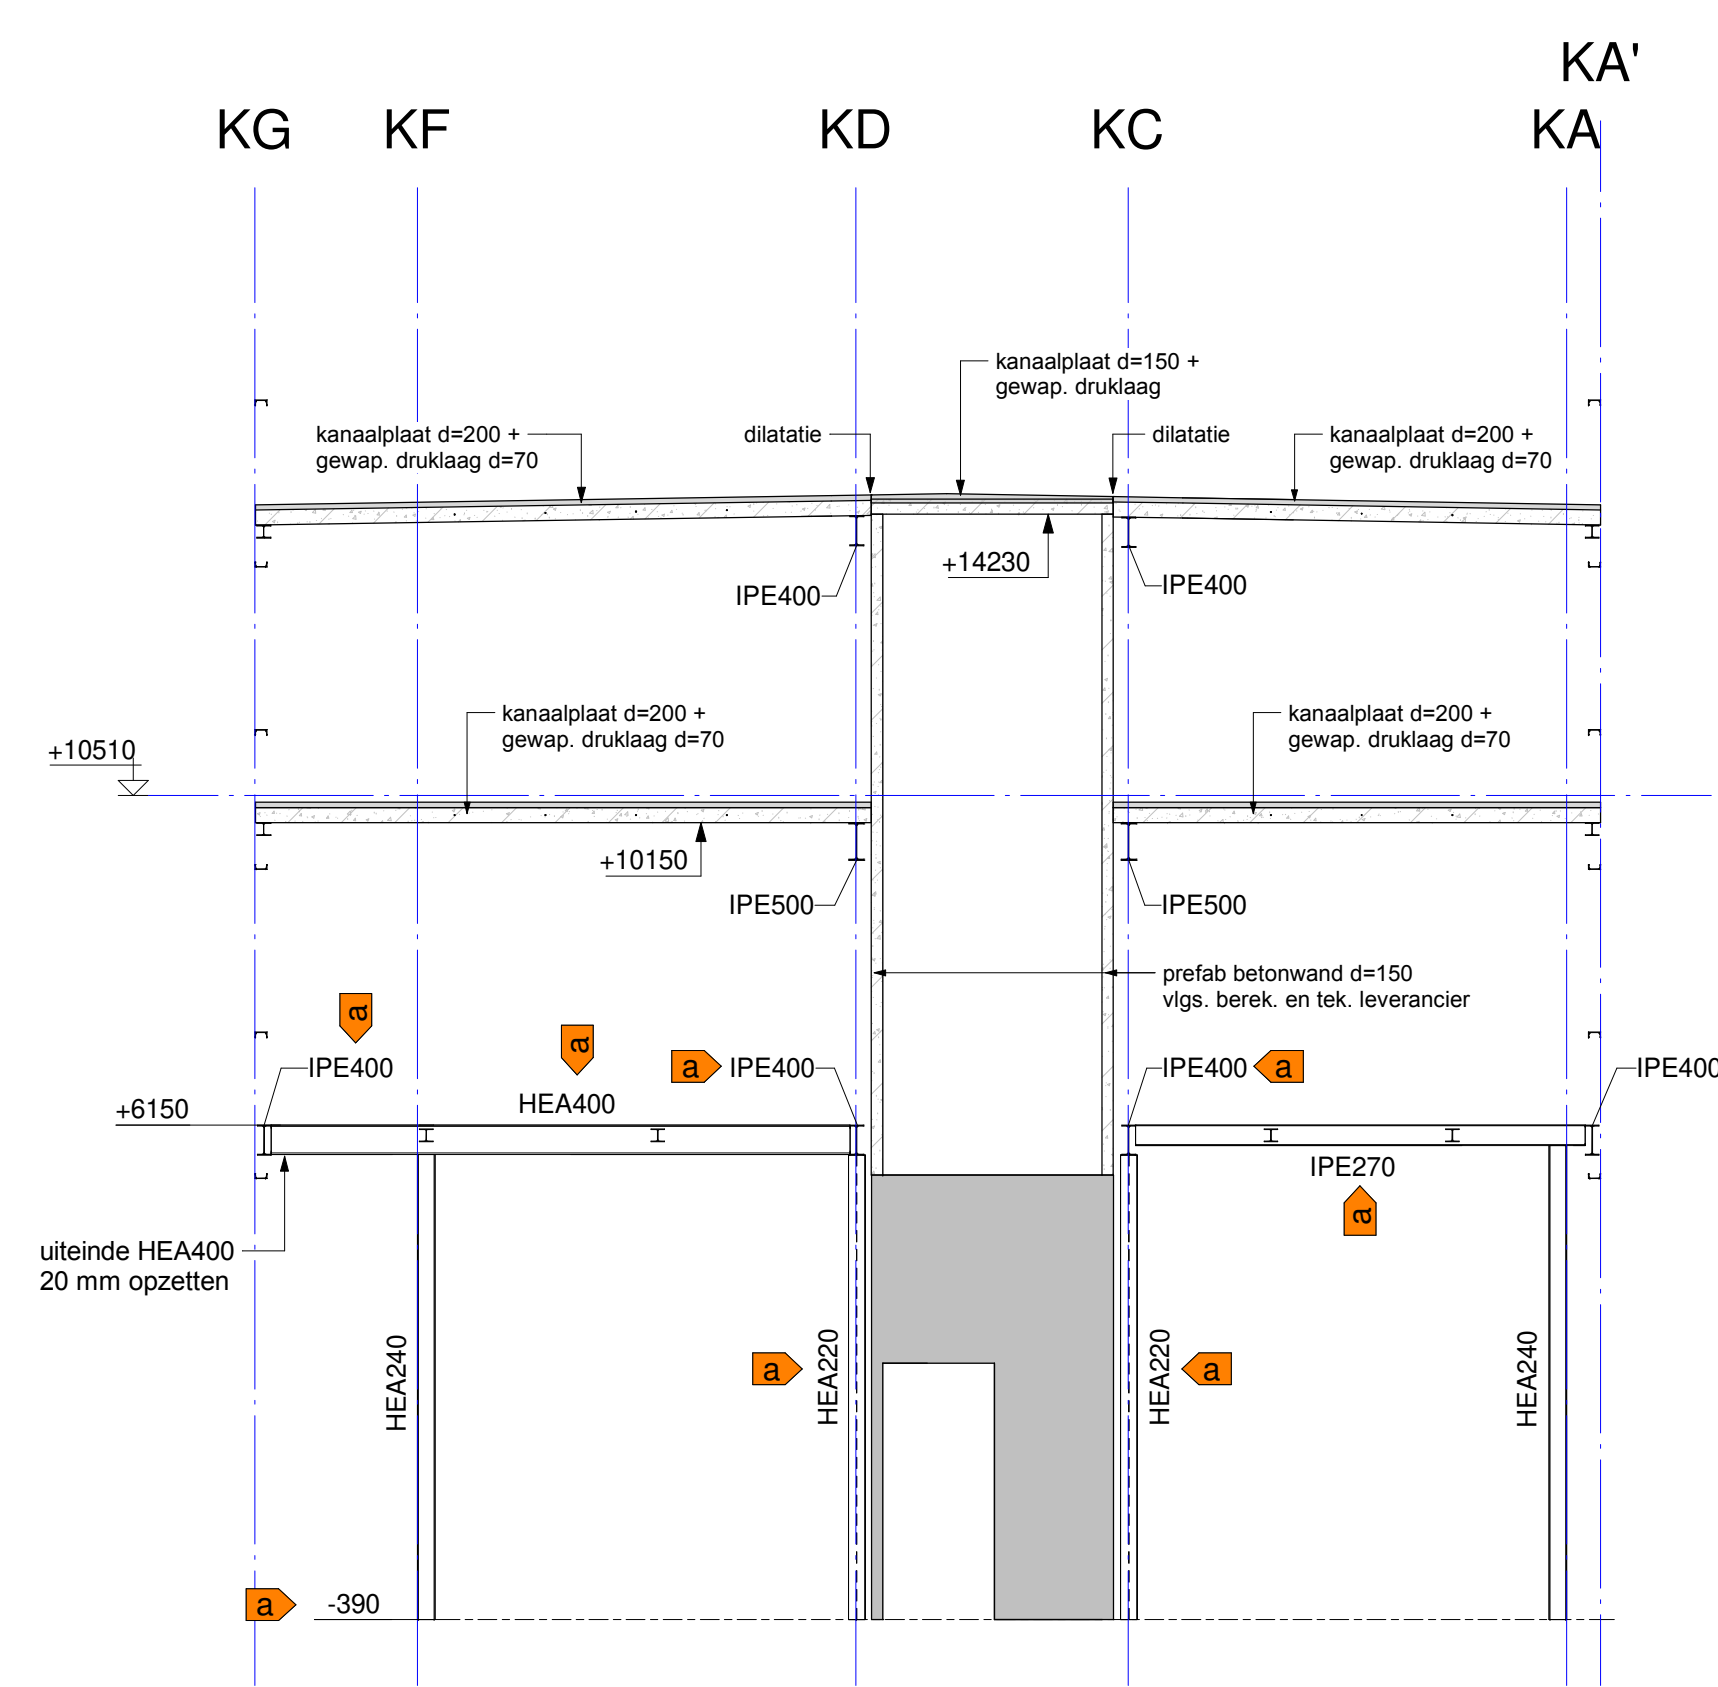 KA'
KG
KF
KD
KC
KA
kanaalplaat d=150 +
gewap. druklaag
kanaalplaat d=200 +
gewap. druklaag d=70
dilatatie
dilatatie
kanaalplaat d=200 +
gewap. druklaag d=70
+14230
IPE400
IPE400
kanaalplaat d=200 +
gewap. druklaag d=70
kanaalplaat d=200 +
gewap. druklaag d=70
+10510
+10150
IPE500
IPE500
prefab betonwand d=150
vlgs. berek. en tek. leverancier
a
a
IPE400
a
IPE400
IPE400
a
IPE400
HEA400
+6150
IPE270
a
uiteinde HEA400
20 mm opzetten
HEA240
a
HEA220
HEA220
a
HEA240
a
-390